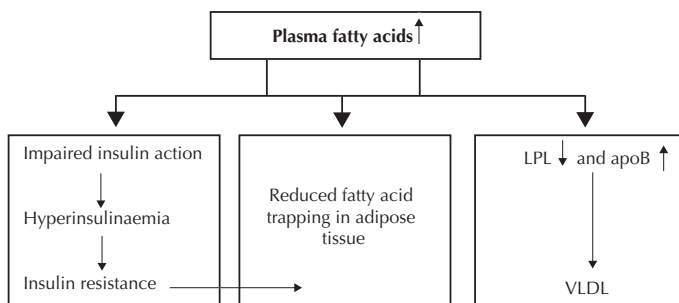 Plasma fatty acids
Impaired insulin action
Hyperinsulinaemia
Insulin resistance
Reduced fatty acid
trapping in adipose
tissue
LPL and apoB
VLDL